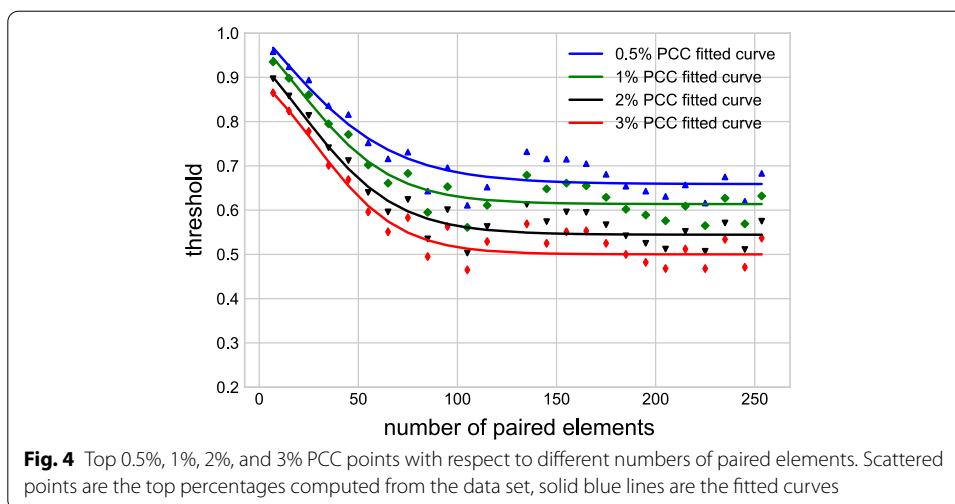 1.0
0.9
0.8
0.7
0.6
0.5
0.4
0.3
0.2
threshold
0.5% PCC fitted curve
1% PCC fitted curve
2% PCC fitted curve
3% PCC fitted curve
0 50 100 150 200 250
number of paired elements
Fig. 4 Top 0.5%, 1%, 2%, and 3% PCC points with respect to different numbers of paired elements. Scattered
points are the top percentages computed from the data set, solid blue lines are the fitted curves